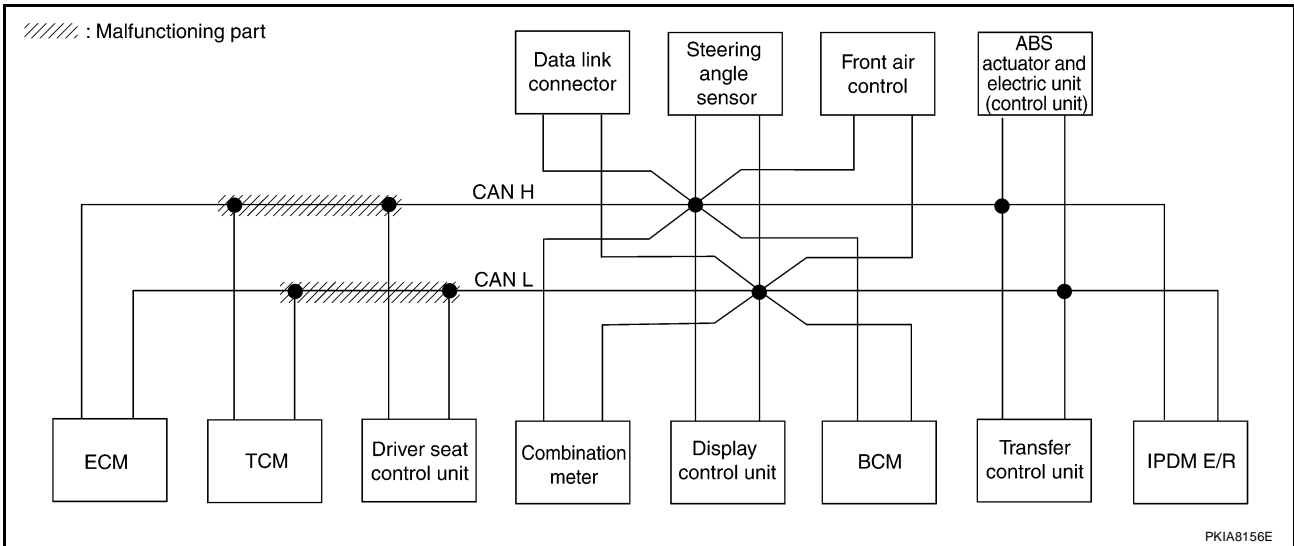 : Malfunctioning part
Data link
connector
Steering
angle
sensor
Front air
control
ABS
actuator and
electric unit
(control unit)
CAN H
CAN L
ECM
TCM
Driver seat
control unit
Combination
meter
Display
control unit
BCM
Transfer
control unit
IPDM E/R
PKIA8156E